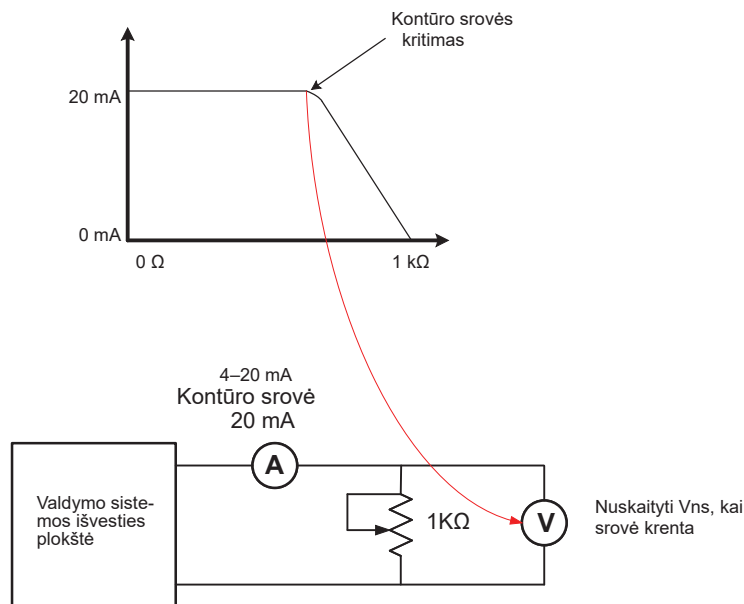 Kontūro srovės
kritimas
20 mA
0 mA
0 Ω
1 kΩ
4–20 mA
Kontūro srovė
20 mA
A
Valdymo siste-
mos išvesties
plokštė
1KΩ
V
Nuskaityti Vns, kai
srovė krenta